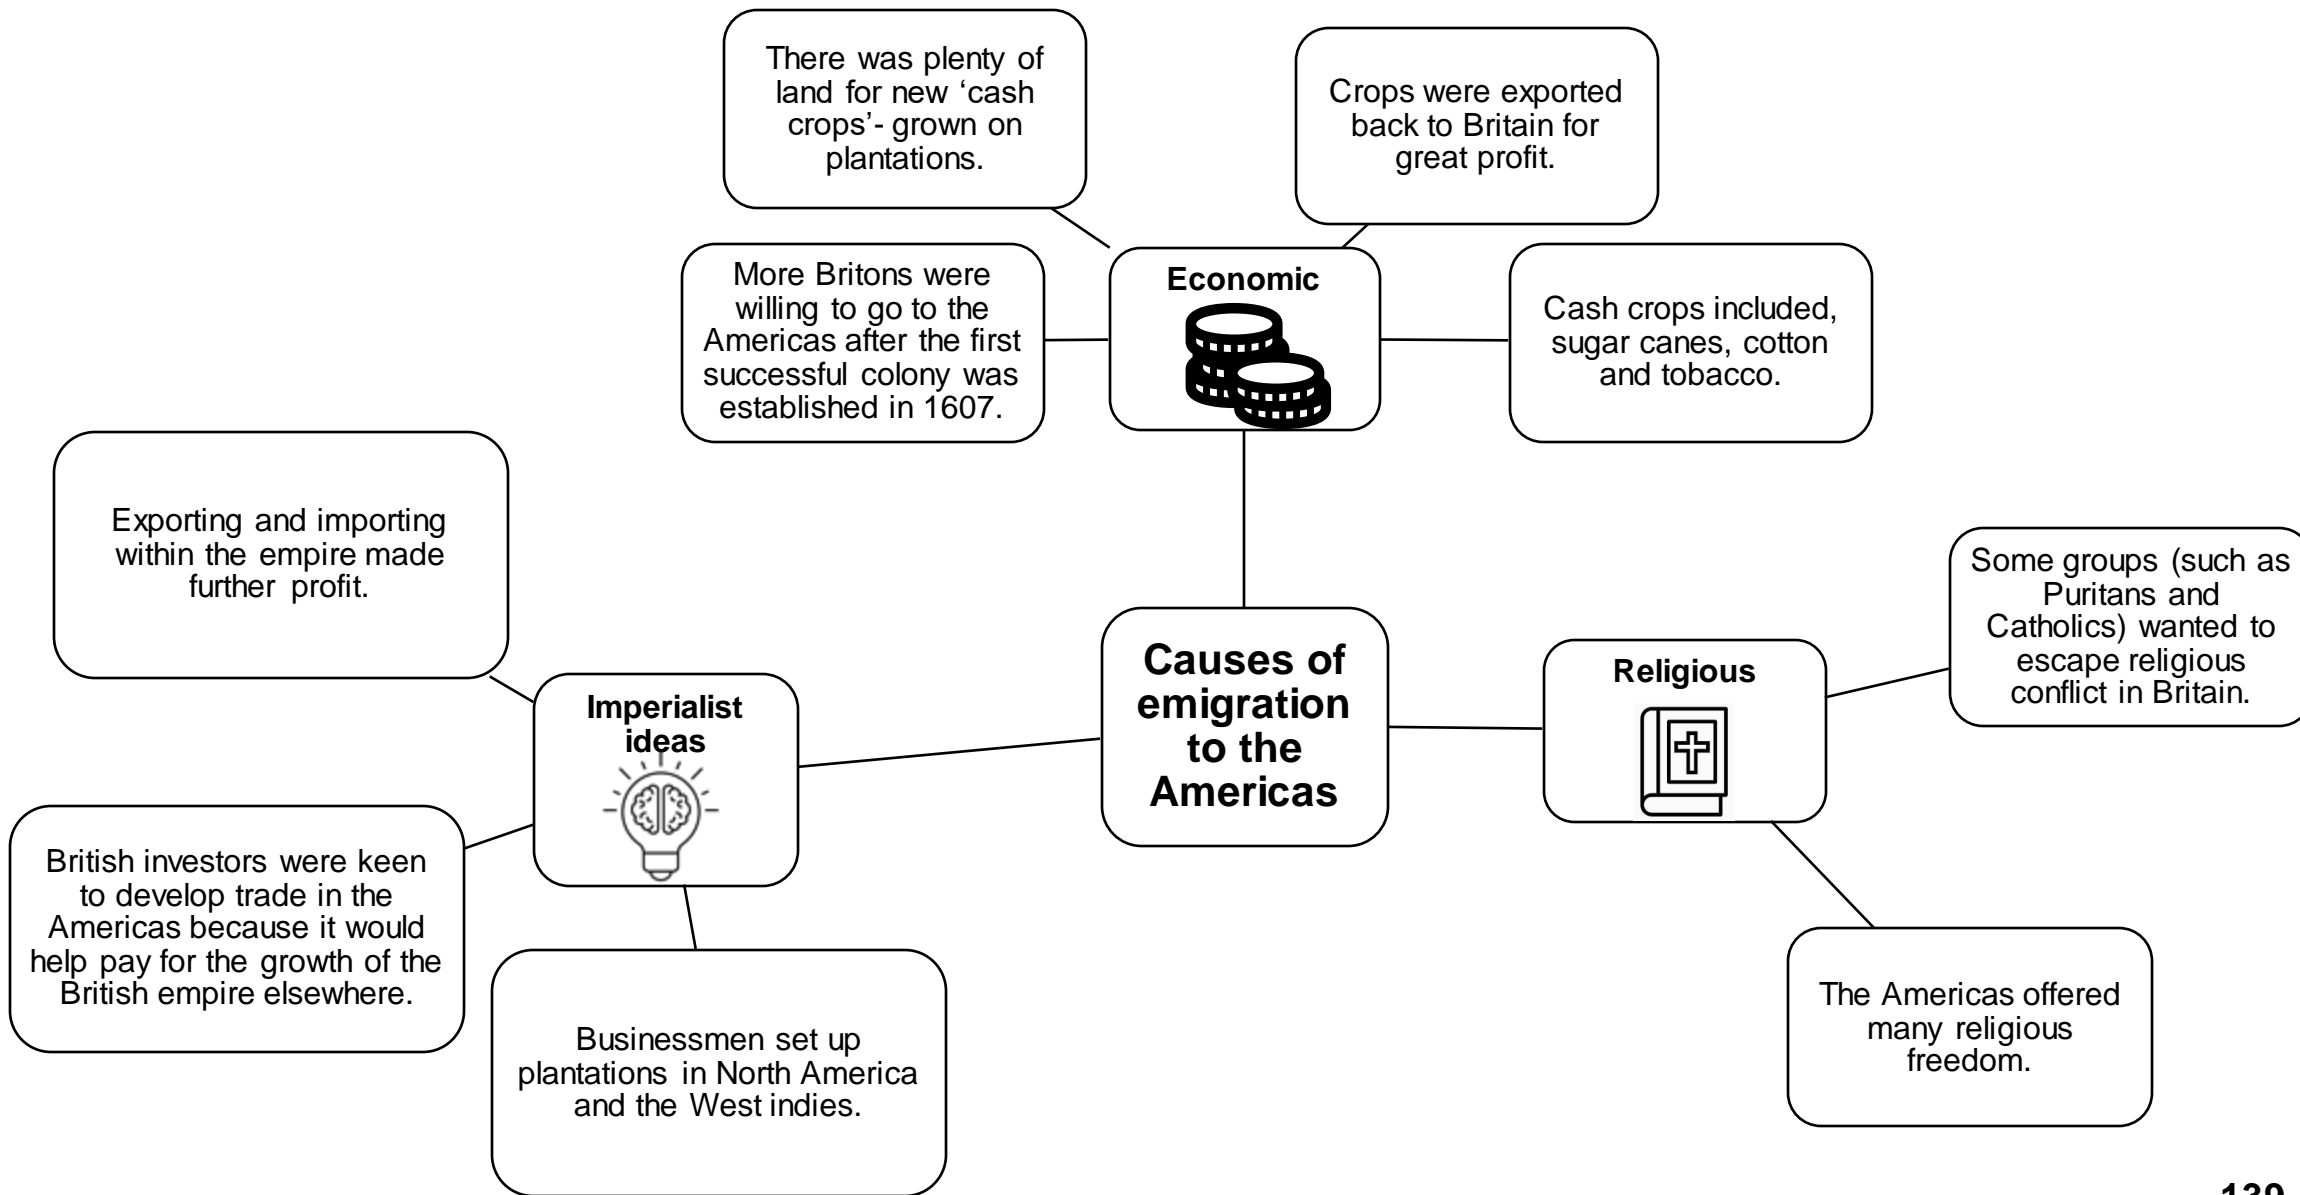 There was plenty of
land for new ‘cash
crops’- grown on
plantations.
Crops were exported
back to Britain for
great profit.
More Britons were
willing to go to the
Americas after the first
successful colony was
established in 1607.
Economic
Cash crops included,
sugar canes, cotton
and tobacco.
Exporting and importing
within the empire made
further profit.
Imperialist
ideas
British investors were keen
to develop trade in the
Americas because it would
help pay for the growth of the
British empire elsewhere.
Businessmen set up
plantations in North America
and the West indies.
Causes of
emigration
to the
Americas
Religious
Some groups (such as
Puritans and
Catholics) wanted to
escape religious
conflict in Britain.
The Americas offered
many religious
freedom.
139